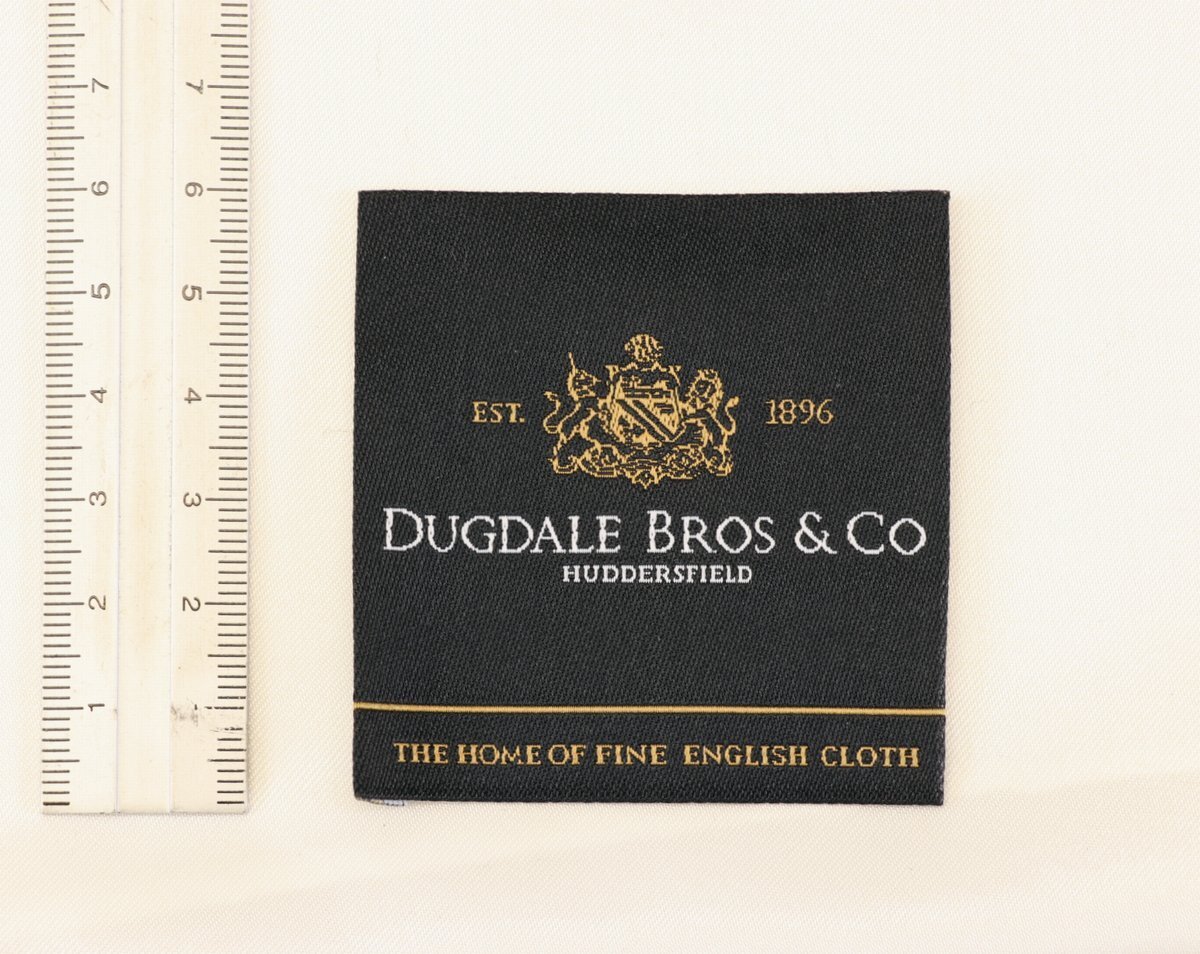 7 7
6 6
5 5
4 4
3 3
2 2
1 1
EST. 1896
DUGDALE BROS & CO
HUDDERSFIELD
THE HOME OF FINE ENGLISH CLOTH